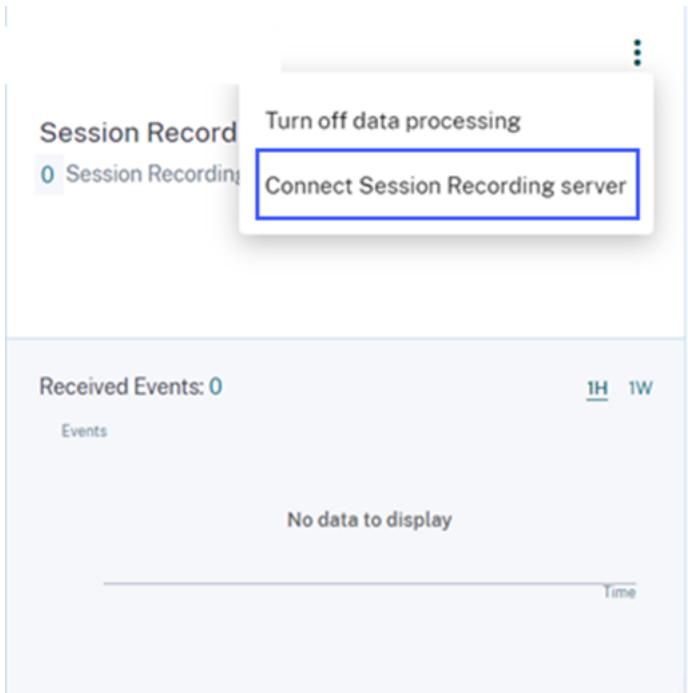 Session Record
0 Session Recording
Turn off data processing
Connect Session Recording server
Received Events: 0
1H 1W
Events
No data to display
Time